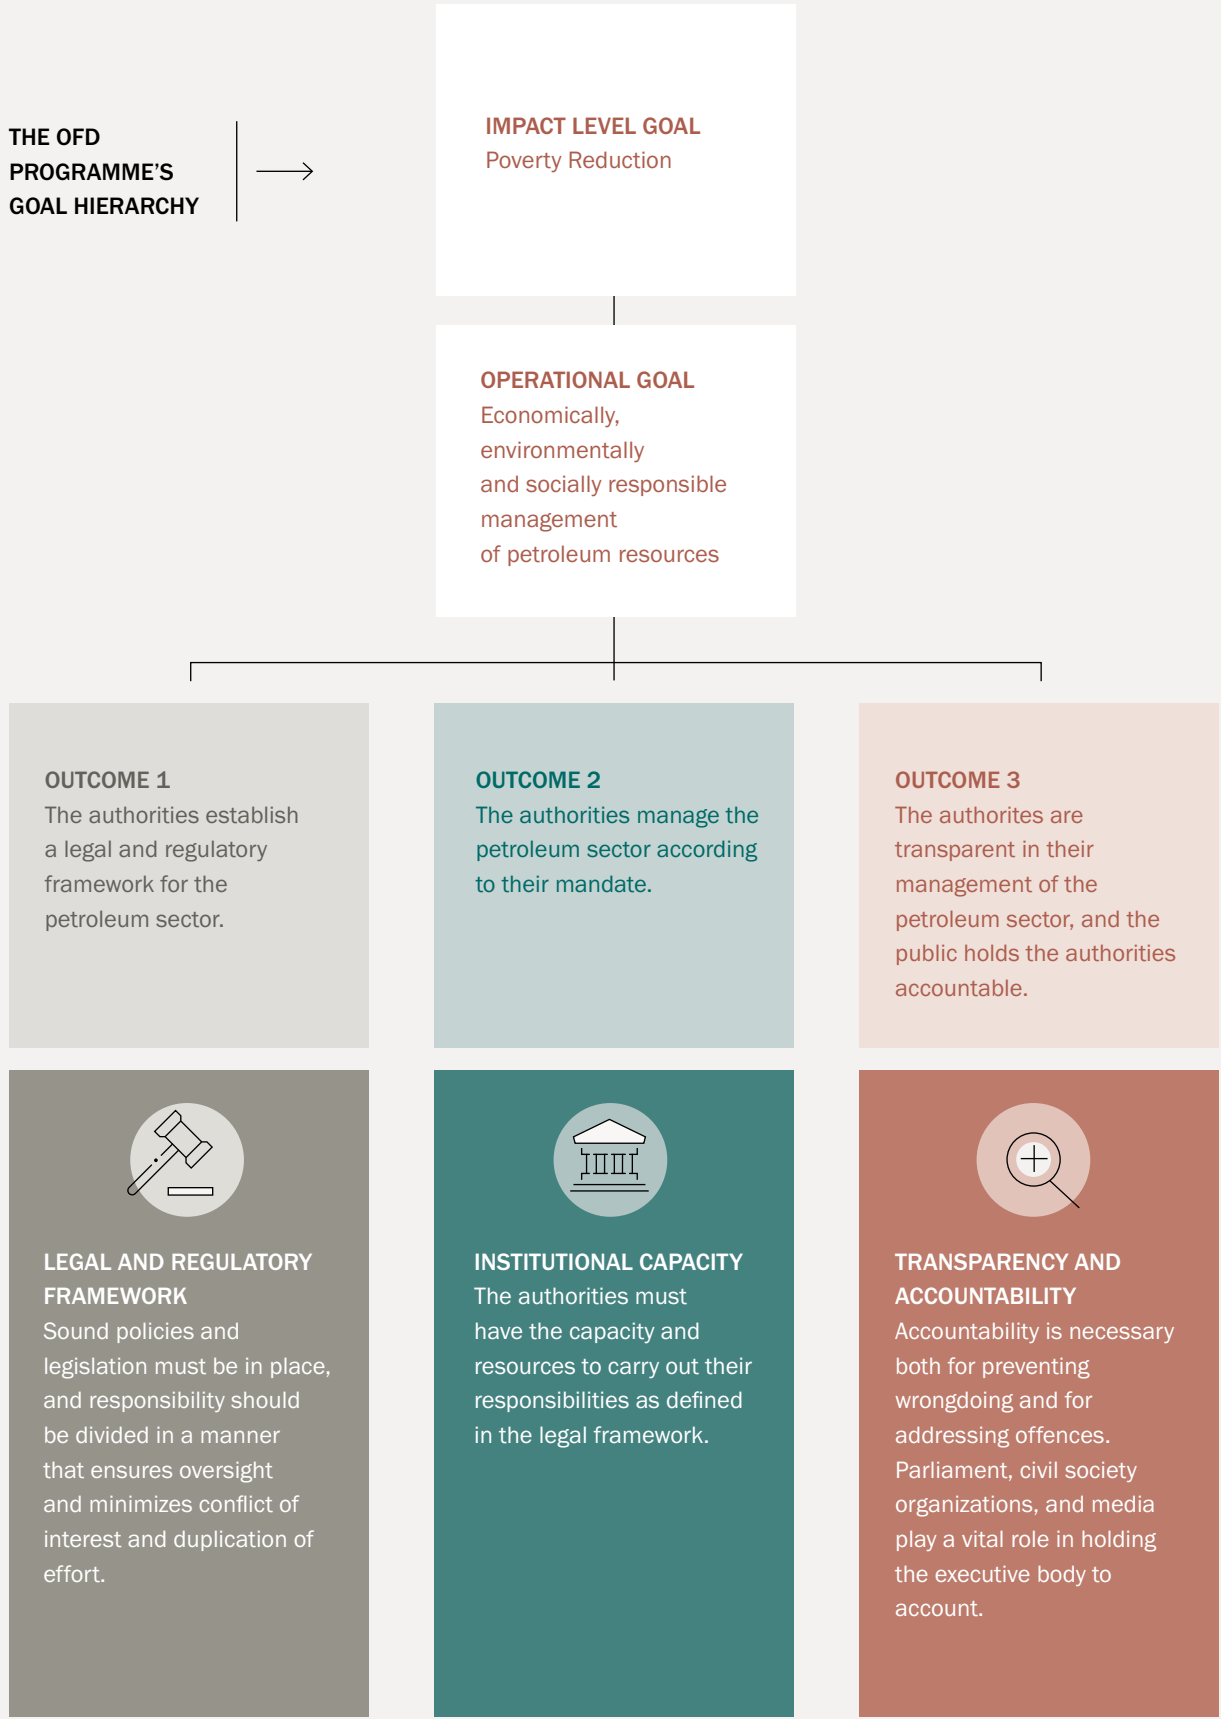 THE OFD
PROGRAMME'S
GOAL HIERARCHY
IMPACT LEVEL GOAL
Poverty Reduction
OPERATIONAL GOAL
Economically,
environmentally
and socially responsible
management
of petroleum resources
OUTCOME 1
The authorities establish
a legal and regulatory
framework for the
petroleum sector.
OUTCOME 2
The authorities manage the
petroleum sector according
to their mandate.
OUTCOME 3
The authorites are
transparent in their
management of the
petroleum sector, and the
public holds the authorities
accountable.
LEGAL AND REGULATORY
FRAMEWORK
Sound policies and
legislation must be in place,
and responsibility should
be divided in a manner
that ensures oversight
and minimizes conflict of
interest and duplication of
effort.
INSTITUTIONAL CAPACITY
The authorities must
have the capacity and
resources to carry out their
responsibilities as defined
in the legal framework.
TRANSPARENCY AND
ACCOUNTABILITY
Accountability is necessary
both for preventing
wrongdoing and for
addressing offences.
Parliament, civil society
organizations, and media
play a vital role in holding
the executive body to
account.